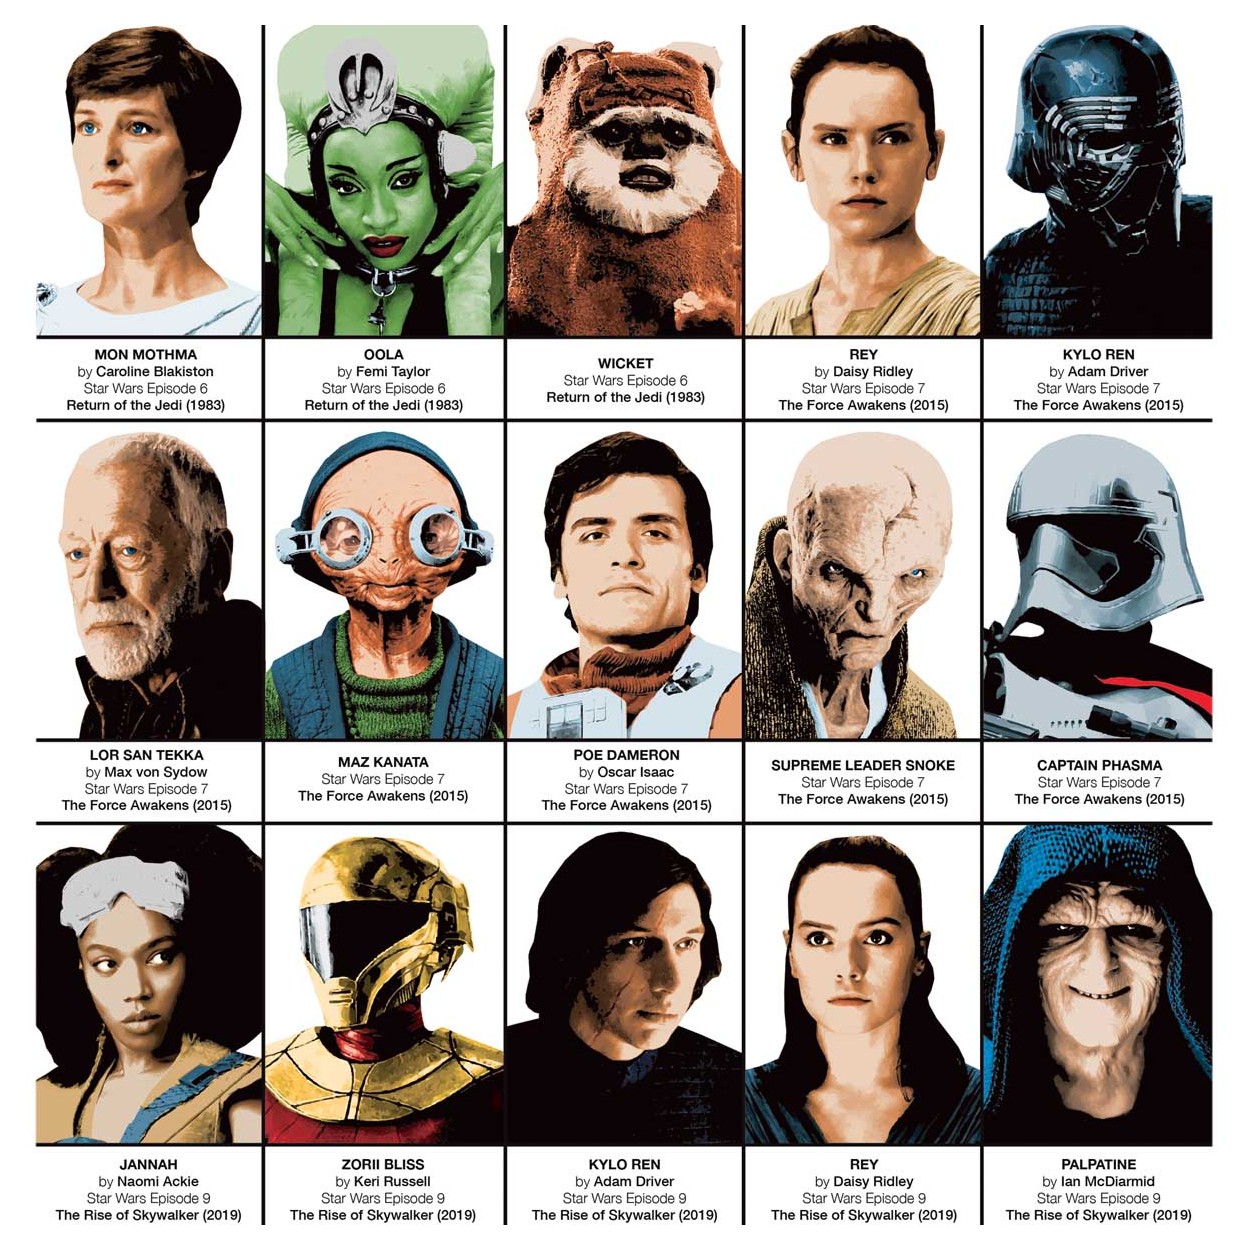 MON MOTHMA
by Caroline Blakiston
Star Wars Episode 6
Return of the Jedi (1983)
OOLA
by Femi Taylor
Star Wars Episode 6
Return of the Jedi (1983)
WICKET
Star Wars Episode 6
Return of the Jedi (1983)
REY
by Daisy Ridley
Star Wars Episode 7
The Force Awakens (2015)
KYLO REN
by Adam Driver
Star Wars Episode 7
The Force Awakens (2015)
LOR SAN TEKKA
by Max von Sydow
Star Wars Episode 7
The Force Awakens (2015)
MAZ KANATA
Star Wars Episode 7
The Force Awakens (2015)
POE DAMERON
by Oscar Isaac
Star Wars Episode 7
The Force Awakens (2015)
SUPREME LEADER SNOKE
Star Wars Episode 7
The Force Awakens (2015)
CAPTAIN PHASMA
Star Wars Episode 7
The Force Awakens (2015)
JANNAH
by Naomi Ackie
Star Wars Episode 9
The Rise of Skywalker (2019)
ZORII BLISS
by Keri Russell
Star Wars Episode 9
The Rise of Skywalker (2019)
KYLO REN
by Adam Driver
Star Wars Episode 9
The Rise of Skywalker (2019)
REY
by Daisy Ridley
Star Wars Episode 9
The Rise of Skywalker (2019)
PALPATINE
by Ian McDiarmid
Star Wars Episode 9
The Rise of Skywalker (2019)